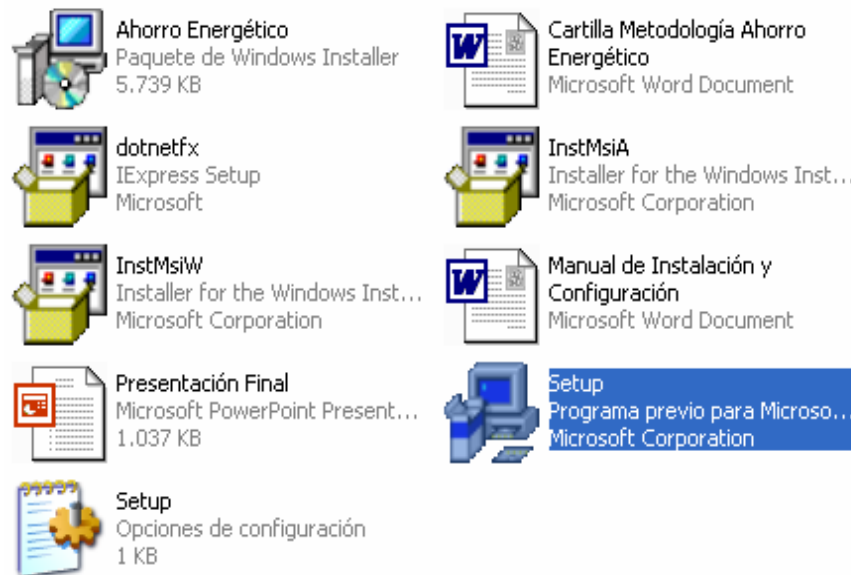 Ahorro Energético
Paquete de Windows Installer
5.739 KB
Cartilla Metodología Ahorro
Energético
Microsoft Word Document
dotnetfx
IExpress Setup
Microsoft
InstMsiA
Installer for the Windows Inst...
Microsoft Corporation
InstMsiW
Installer for the Windows Inst...
Microsoft Corporation
Manual de Instalación y
Configuración
Microsoft Word Document
Presentación Final
Microsoft PowerPoint Present...
1.037 KB
Setup
Programa previo para Microso...
Microsoft Corporation
Setup
Opciones de configuración
1 KB